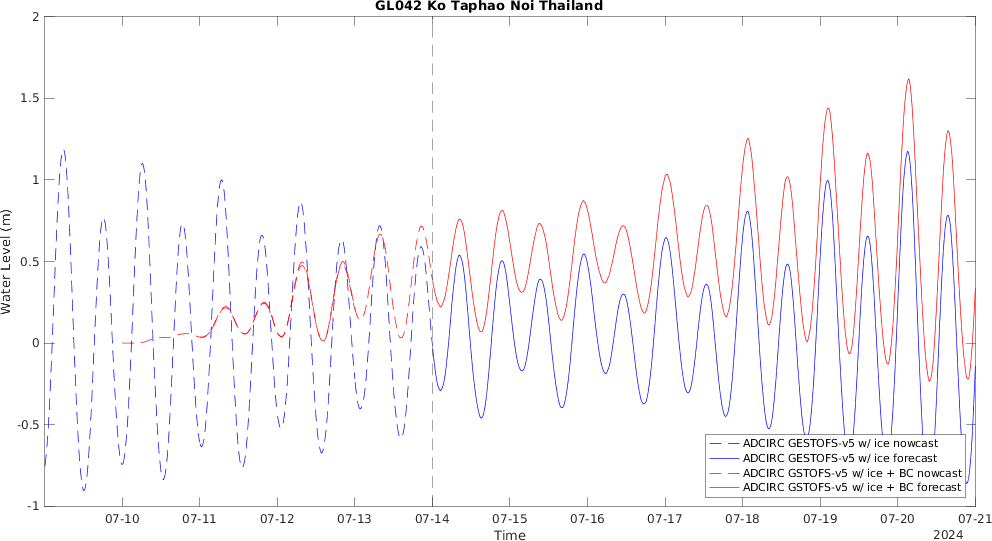 GL042 Ko Taphao Noi Thailand
2
1.5
1
0.5
0
-0.5
-1
Water Level (m)
ADCIRC GESTOFS-v5 w/ ice nowcast
ADCIRC GESTOFS-v5 w/ ice forecast
ADCIRC GSTOFS-v5 w/ ice + BC nowcast
ADCIRC GSTOFS-v5 w/ ice + BC forecast
07-10 07-11 07-12 07-13 07-14 07-15 07-16 07-17 07-18 07-19 07-20 07-21
Time
2024